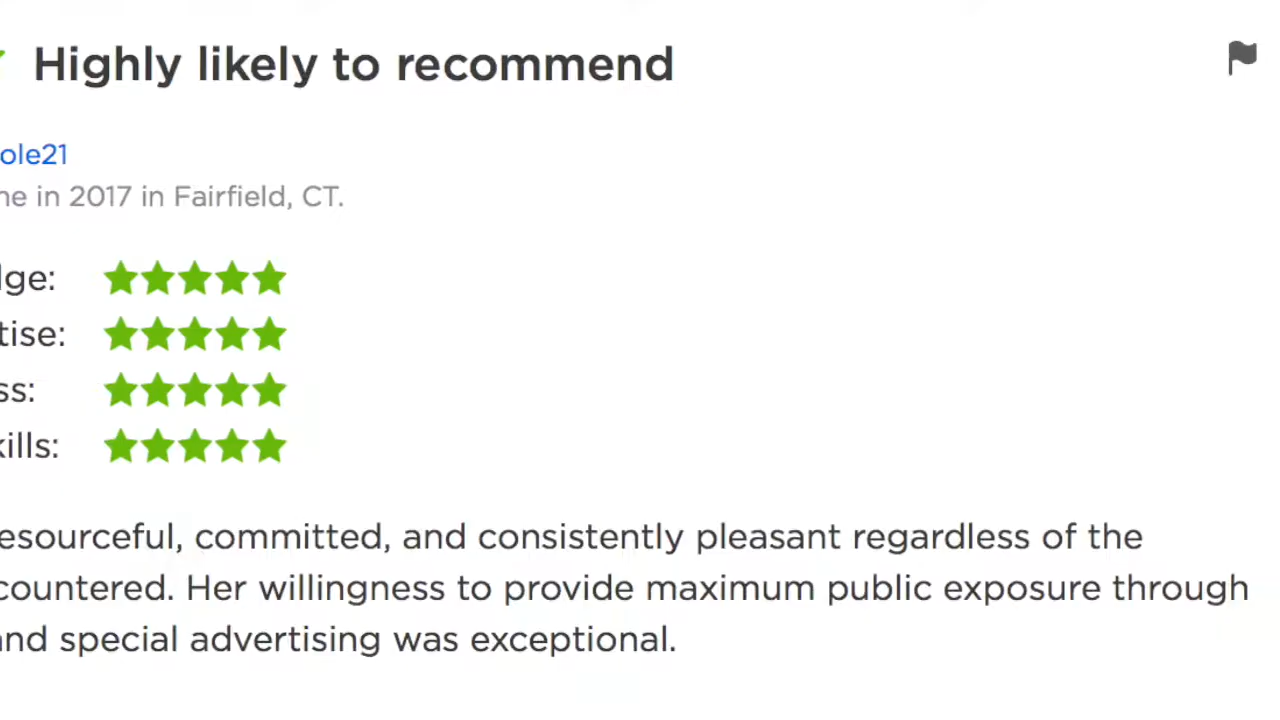 Highly likely to recommend
ole21
ne in 2017 in Fairfield, CT.
lge:
tise:
ss:
kills:
esourceful, committed, and consistently pleasant regardless of the
countered. Her willingness to provide maximum public exposure through
and special advertising was exceptional.